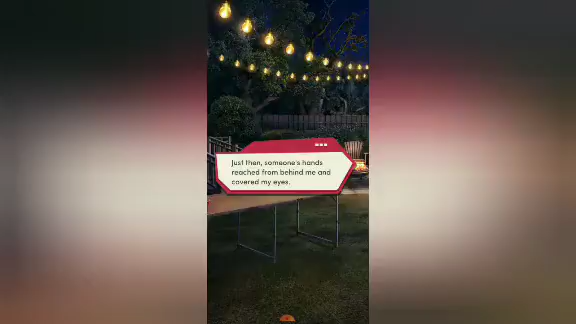 Just then, someone's hands
reached from behind me and
covered my eyes.